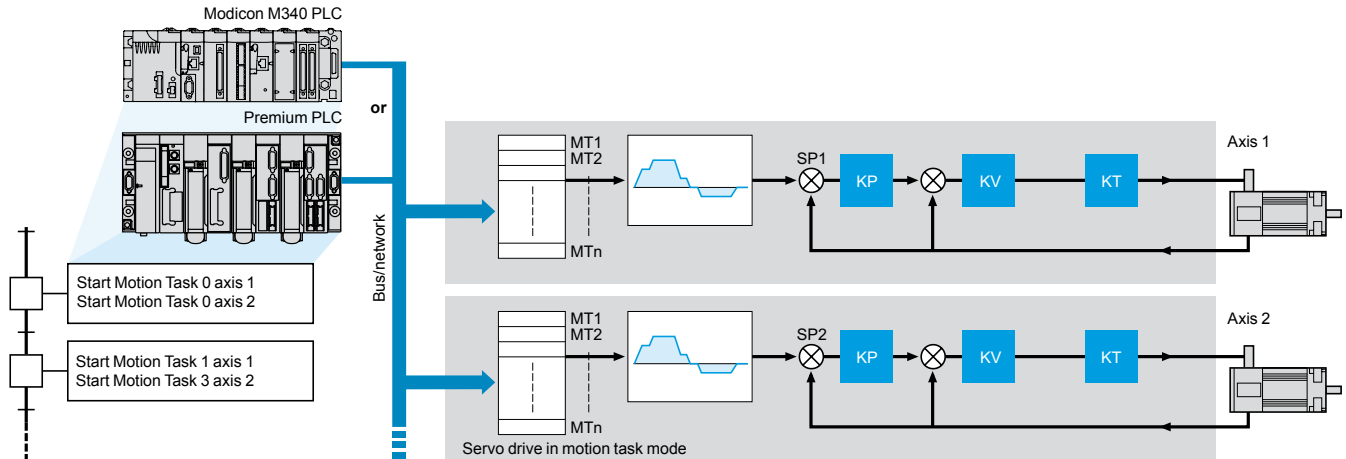 Modicon M340 PLC
or
Premium PLC
Bus/network
Start Motion Task 0 axis 1
Start Motion Task 0 axis 2
Start Motion Task 1 axis 1
Start Motion Task 3 axis 2
MT1
MT2
MTn
SP1
KP
KV
KT
Axis 1
MT1
MT2
MTn
SP2
KP
KV
KT
Axis 2
Servo drive in motion task mode